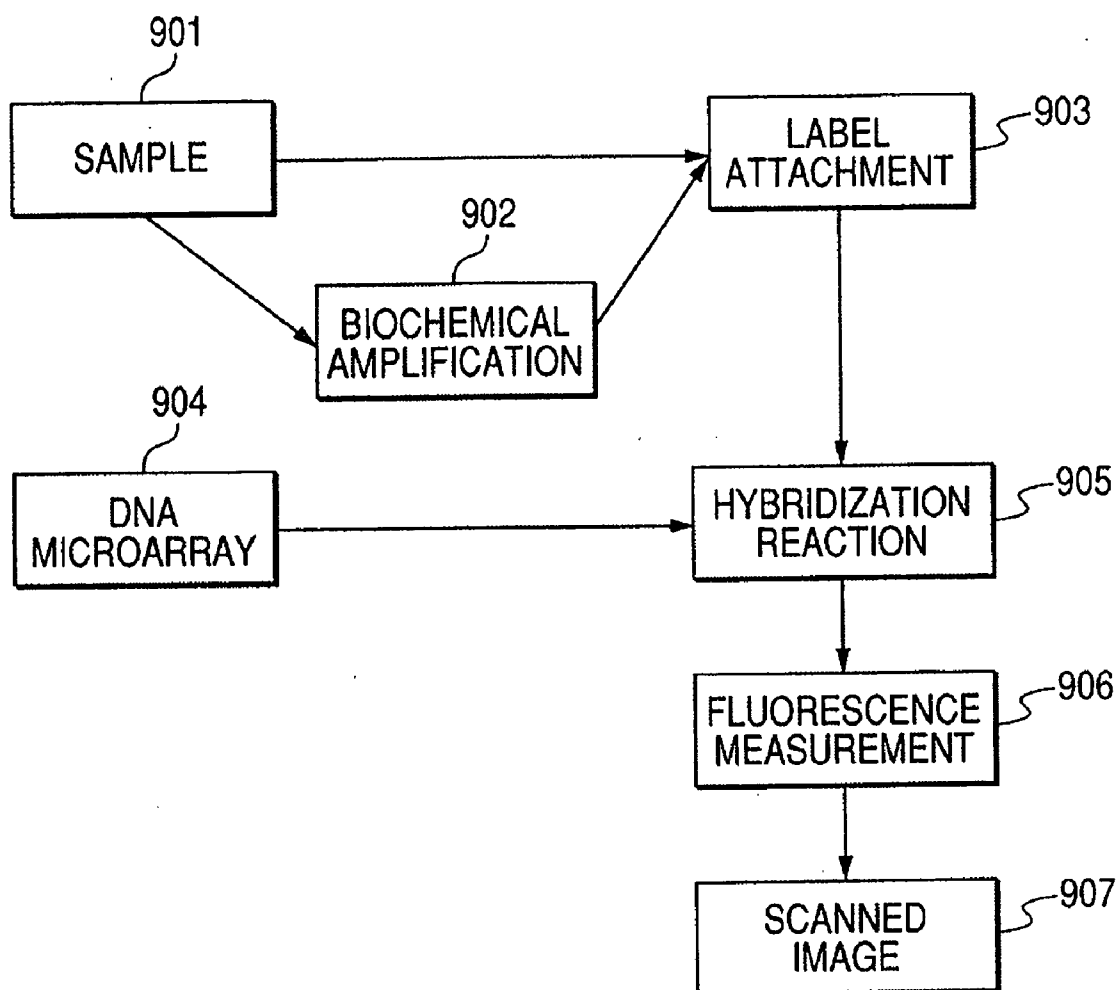 901
SAMPLE
LABEL
ATTACHMENT
903
902
BIOCHEMICAL
AMPLIFICATION
904
DNA
MICROARRAY
HYBRIDIZATION
REACTION
905
FLUORESCENCE
MEASUREMENT
906
SCANNED
IMAGE
907